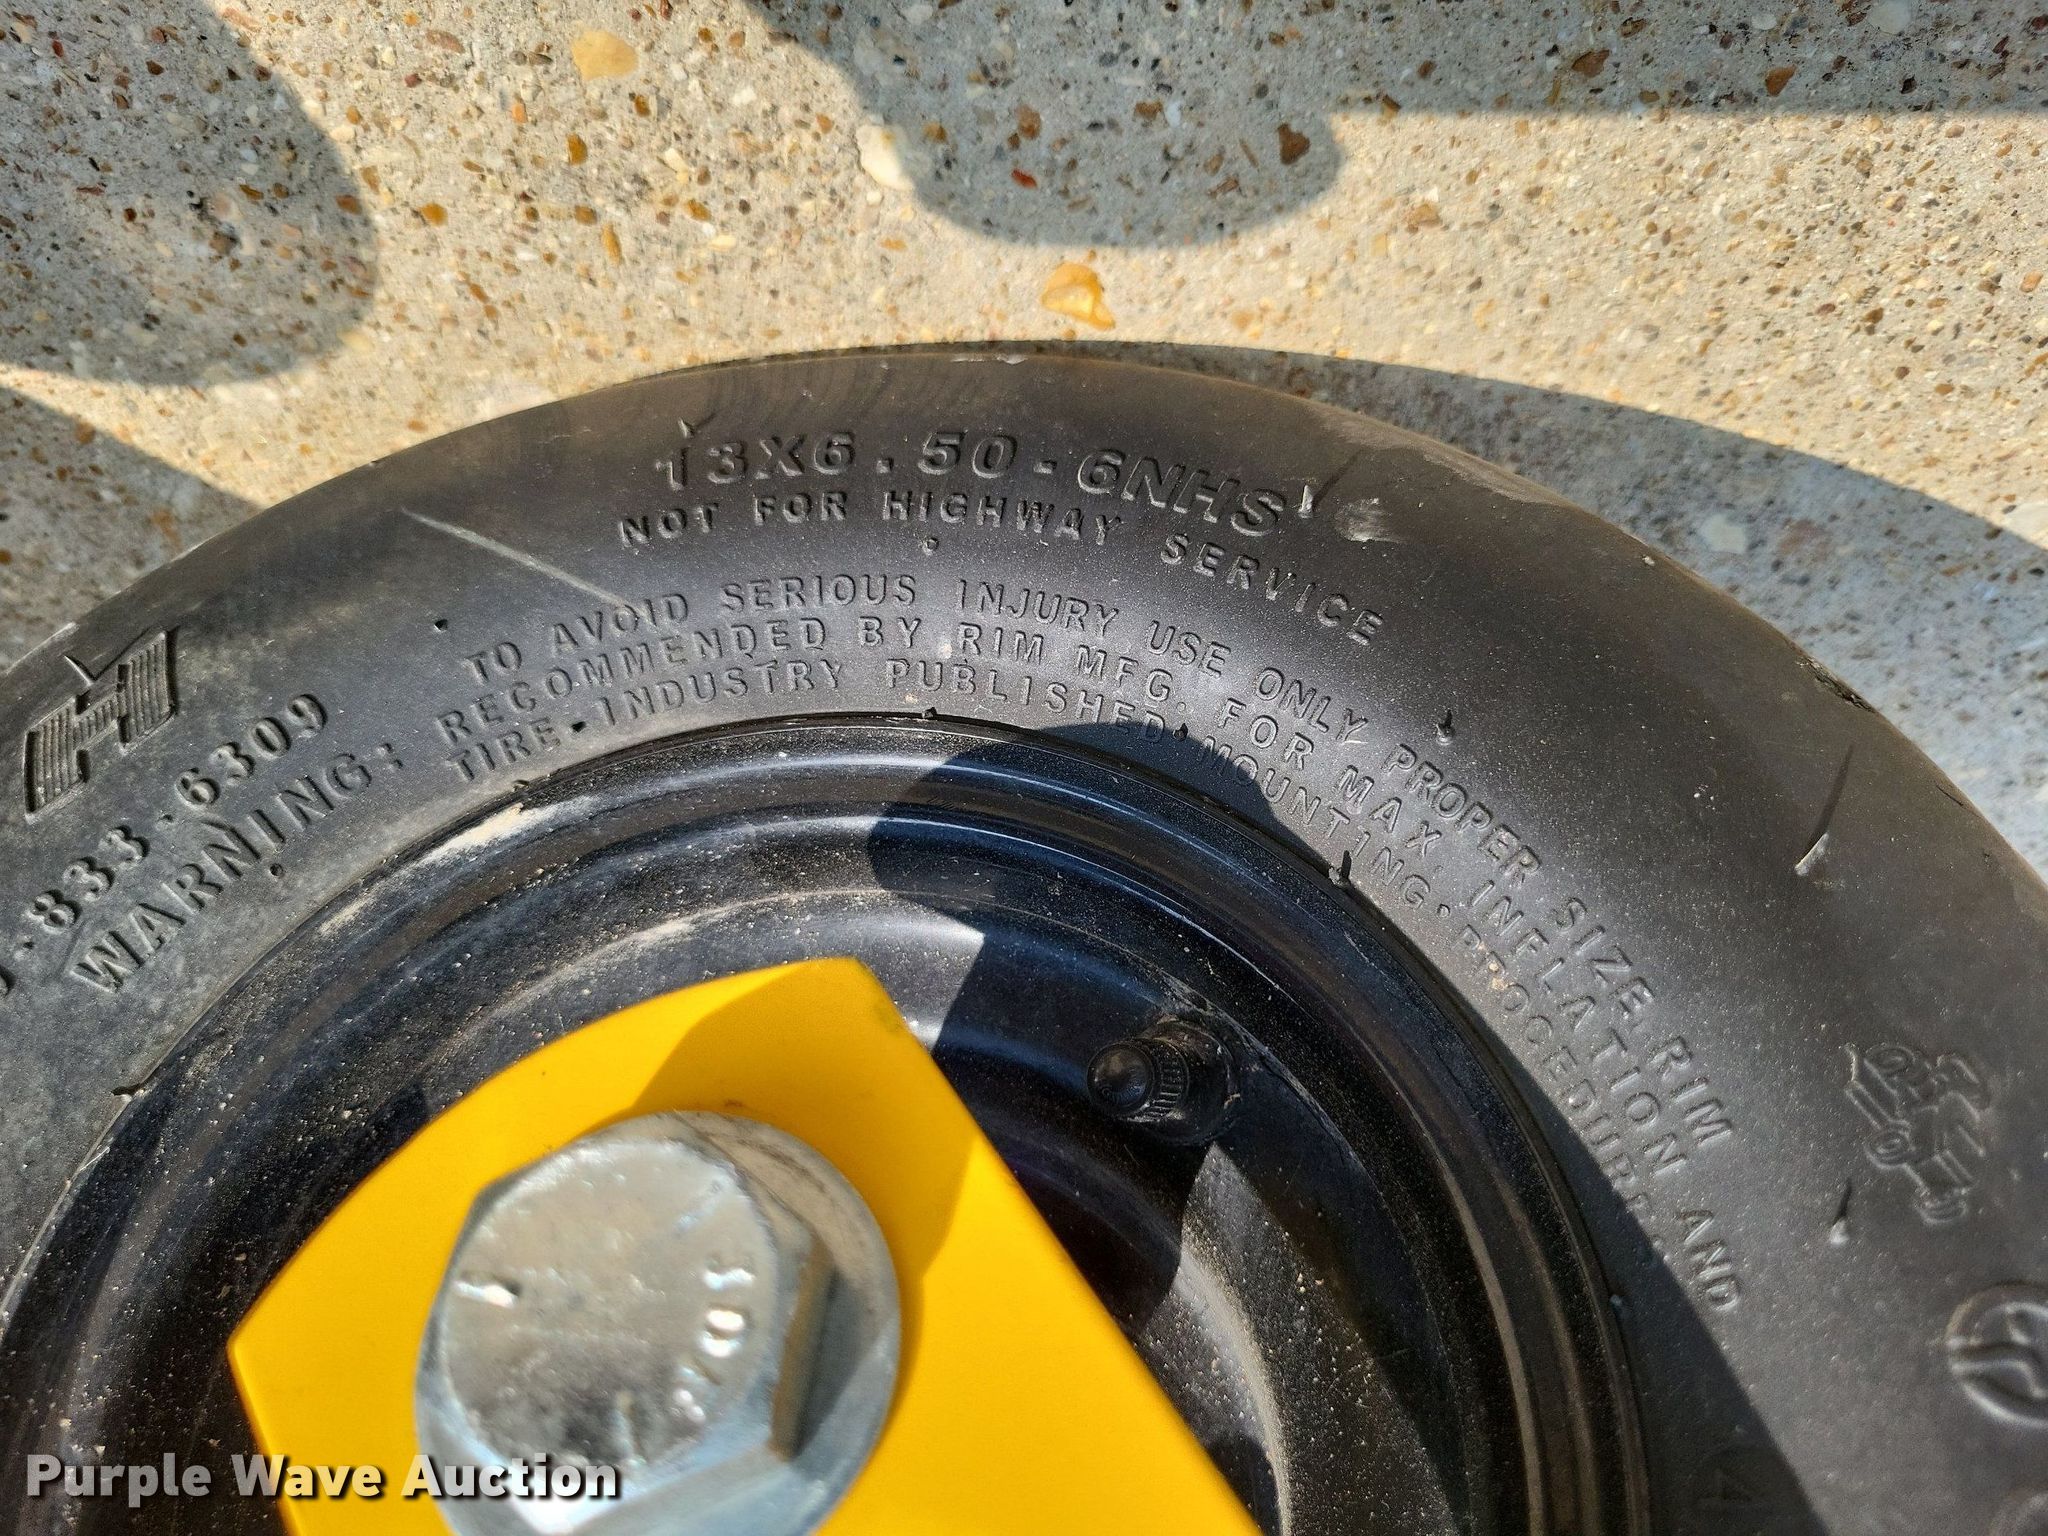 13X6.50-6NHS
NOT FOR HIGHWAY SERVICE
H
833-6309
WARNING:
TO AVOID SERIOUS INJURY USE ONLY PROPER SIZE RIM
RECOMMENDED BY RIM MFG. FOR MAX. INFLATION AND
TIRE-INDUSTRY PUBLISHED MOUNTING. PROCEDURE
Purple Wave Auction